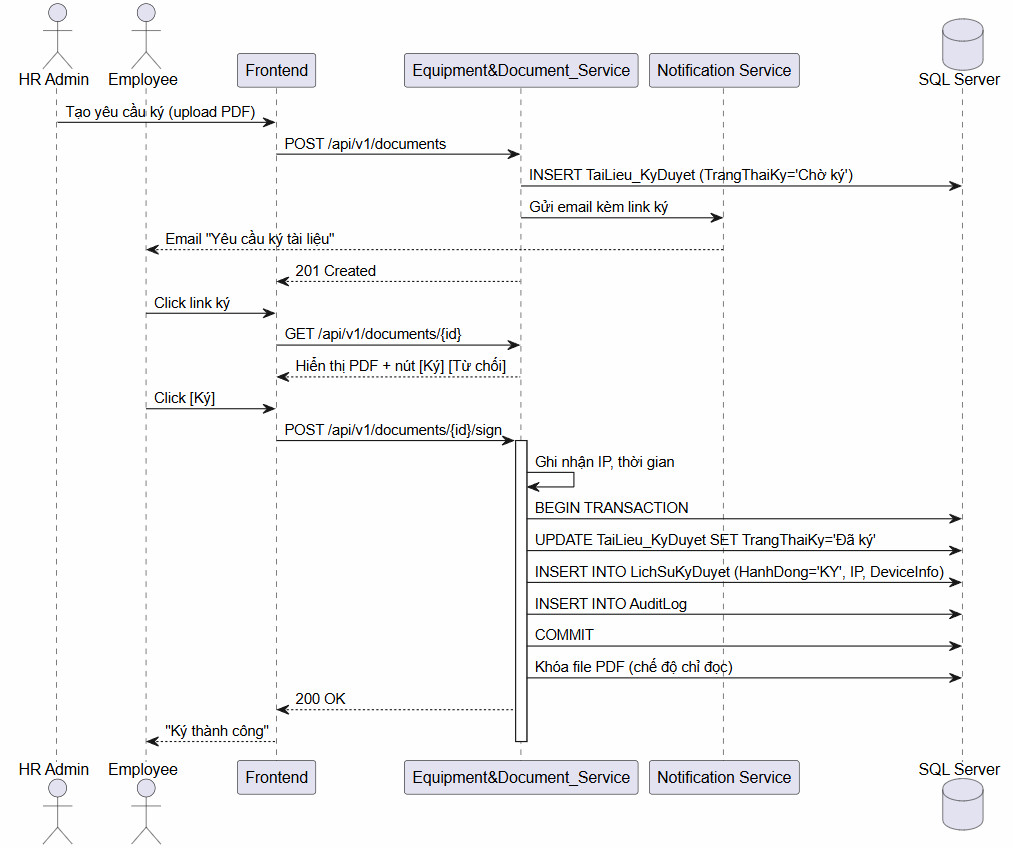 HR Admin
Employee
Frontend
Equipment&Document_Service
Notification Service
SQL Server
Tạo yêu cầu ký (upload PDF)
POST /api/v1/documents
INSERT TaiLieu_KyDuyet (TrangThaiKy='Chờ ký')
Gửi email kèm link ký
Email "Yêu cầu ký tài liệu"
201 Created
Click link ký
GET /api/v1/documents/{id}
Hiển thị PDF + nút [Ký] [Từ chối]
Click [Ký]
POST /api/v1/documents/{id}/sign
Ghi nhận IP, thời gian
BEGIN TRANSACTION
UPDATE TaiLieu_KyDuyet SET TrangThaiKy='Đã ký'
INSERT INTO LichSuKyDuyet (HanhDong='KY', IP, DeviceInfo)
INSERT INTO AuditLog
COMMIT
Khóa file PDF (chế độ chỉ đọc)
200 OK
"Ký thành công"
HR Admin
Employee
Frontend
Equipment&Document_Service
Notification Service
SQL Server